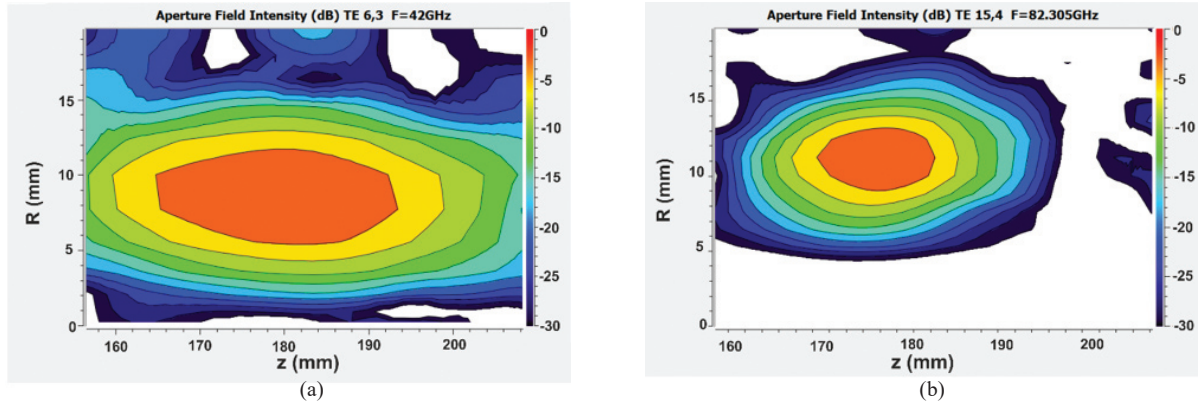 Aperture Field Intensity (dB) TE 6,3 F=42GHz
R (mm)
15
10
5
0
160 170 180 190 200
z (mm)
0
-5
-10
-15
-20
-25
-30
(a)
Aperture Field Intensity (dB) TE 15,4 F=82.305GHz
R (mm)
15
10
5
0
160 170 180 190 200
z (mm)
0
-5
-10
-15
-20
-25
-30
(b)